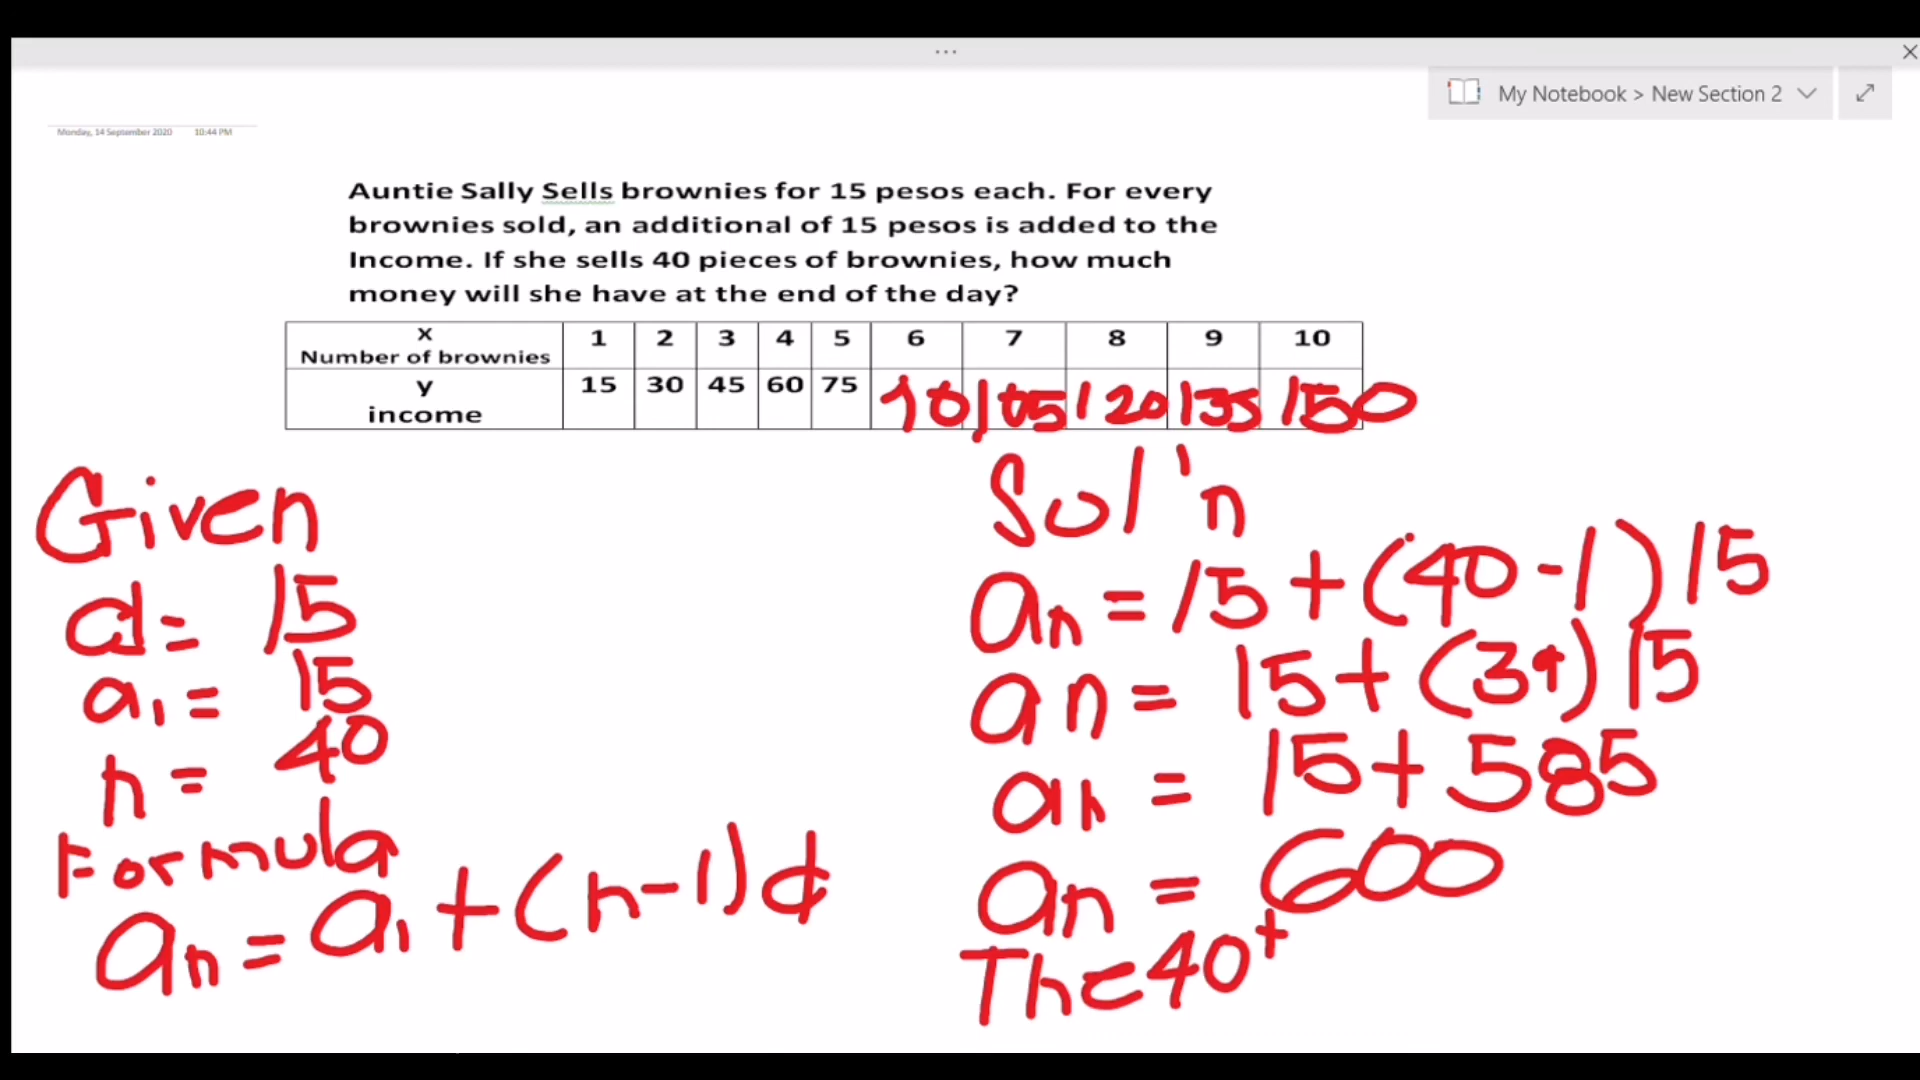 ...
My Notebook > New Section 2
Monday, 14 September 2020 10:44 PM
Auntie Sally Sells brownies for 15 pesos each. For every
brownies sold, an additional of 15 pesos is added to the
Income. If she sells 40 pieces of brownies, how much
money will she have at the end of the day?
x
Number of brownies 1 2 3 4 5 6 7 8 9 10
y
income 15 30 45 60 75 90 105 120 135 150
Given
d = 15
a₁ = 15
n = 40
Formula
an = a₁ + (n-1) d
Sol'n
an = 15 + (40-1) 15
an = 15 + (39) 15
an = 15 + 585
an = 600
The 40t